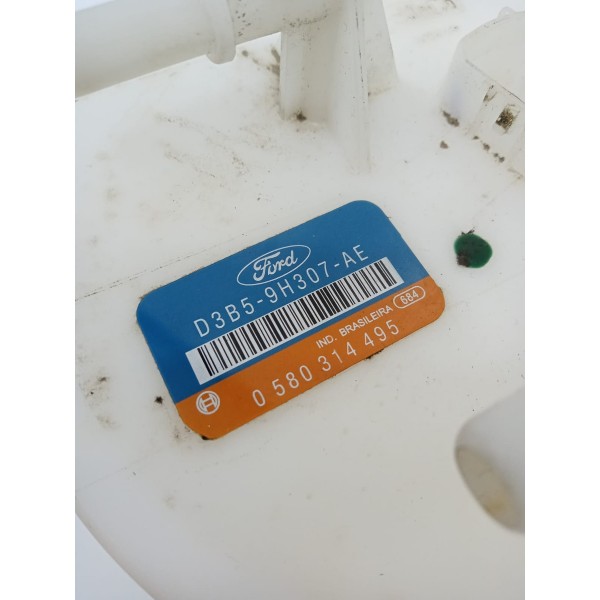 Ford
D3B5-9H307-AE
IND. BRASILEIRA 684
0 580 314 495